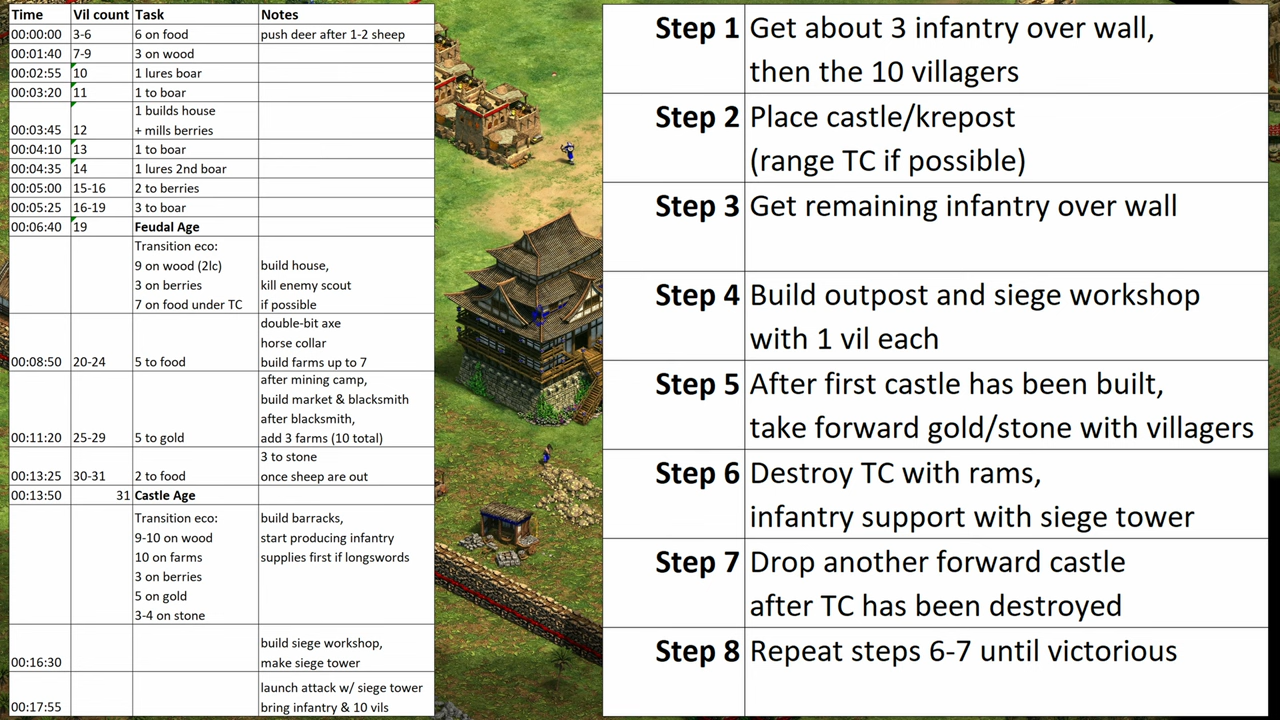 Time Vil count Task Notes
00:00:00 3-6 6 on food push deer after 1-2 sheep
00:01:40 7-9 3 on wood
00:02:55 10 1 lures boar
00:03:20 11 1 to boar
1 builds house
00:03:45 12 + mills berries
00:04:10 13 1 to boar
00:04:35 14 1 lures 2nd boar
00:05:00 15-16 2 to berries
00:05:25 16-19 3 to boar
00:06:40 19 Feudal Age
Transition eco:
9 on wood (2lc) build house,
3 on berries kill enemy scout
7 on food under TC if possible
double-bit axe
horse collar
00:08:50 20-24 5 to food build farms up to 7
after mining camp,
build market & blacksmith
after blacksmith,
00:11:20 25-29 5 to gold add 3 farms (10 total)
3 to stone
00:13:25 30-31 2 to food once sheep are out
00:13:50 31 Castle Age
Transition eco: build barracks,
9-10 on wood start producing infantry
10 on farms supplies first if longswords
3 on berries
5 on gold
3-4 on stone
build siege workshop,
00:16:30 make siege tower
launch attack w/ siege tower
00:17:55 bring infantry & 10 vils
Step 1 Get about 3 infantry over wall,
then the 10 villagers
Step 2 Place castle/krepost
(range TC if possible)
Step 3 Get remaining infantry over wall
Step 4 Build outpost and siege workshop
with 1 vil each
Step 5 After first castle has been built,
take forward gold/stone with villagers
Step 6 Destroy TC with rams,
infantry support with siege tower
Step 7 Drop another forward castle
after TC has been destroyed
Step 8 Repeat steps 6-7 until victorious